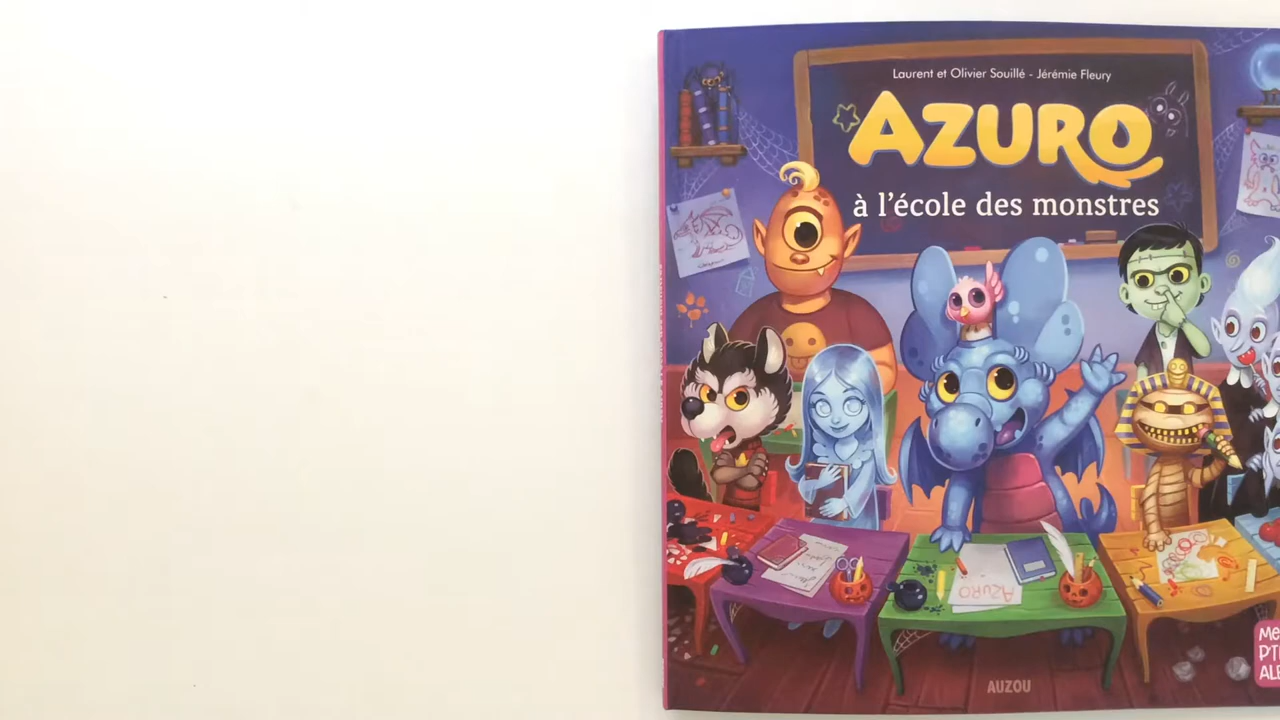 Laurent et Olivier Souillé - Jérémie Fleury
AZURO
à l'école des monstres
AZURO
AUZOU